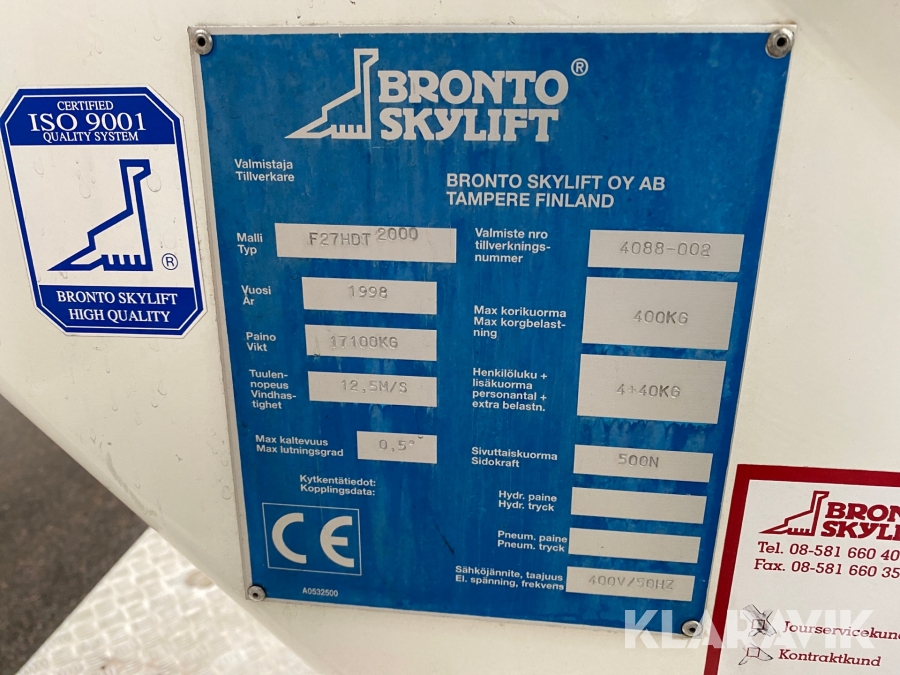 CERTIFIED
ISO 9001
QUALITY SYSTEM
®
BRONTO SKYLIFT
HIGH QUALITY
BRONTO ®
SKYLIFT
Valmistaja
Tillverkare
BRONTO SKYLIFT OY AB
TAMPERE FINLAND
Malli
Typ
F27HDT 2000
Vuosi
År
1998
Paino
Vikt
17100KG
Tuulen-
nopeus
Vindhas-
tighet
12,5M/S
Max kaltevuus
Max lutningsgrad
0,5°
Kytkentätiedot:
Kopplingsdata:
CE
A0532500
Valmiste nro
tillverknings-
nummer
4088-002
Max korikuorma
Max korgbelast-
ning
400KG
Henkilöluku +
lisäkuorma
personantal +
extra belastn.
4+40KG
Sivuttaiskuorma
Sidokraft
500N
Hydr. paine
Hydr. tryck
Pneum. paine
Pneum. tryck
Sähköjännite, taajuus
El. spänning, frekvens
400V/50HZ
BRON
SKYLI
Tel. 08-581 660 40
Fax. 08-581 660 35
Jourservicekund
Kontraktkund
KLARAVIK